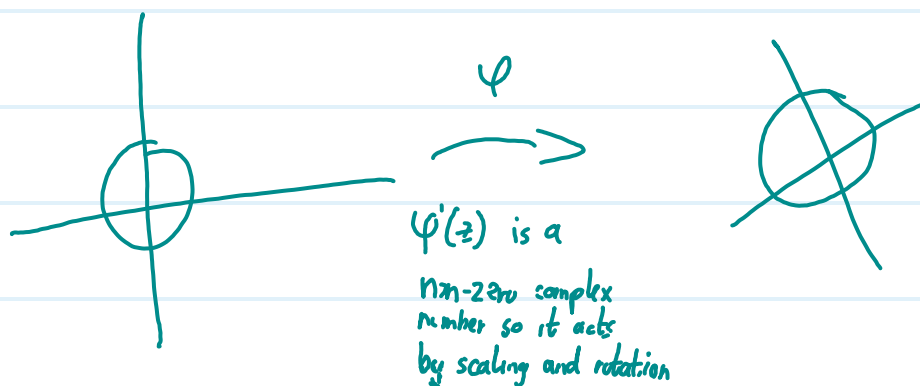 φ
φ'(z) is a
non-zero complex
number so it acts
by scaling and rotation